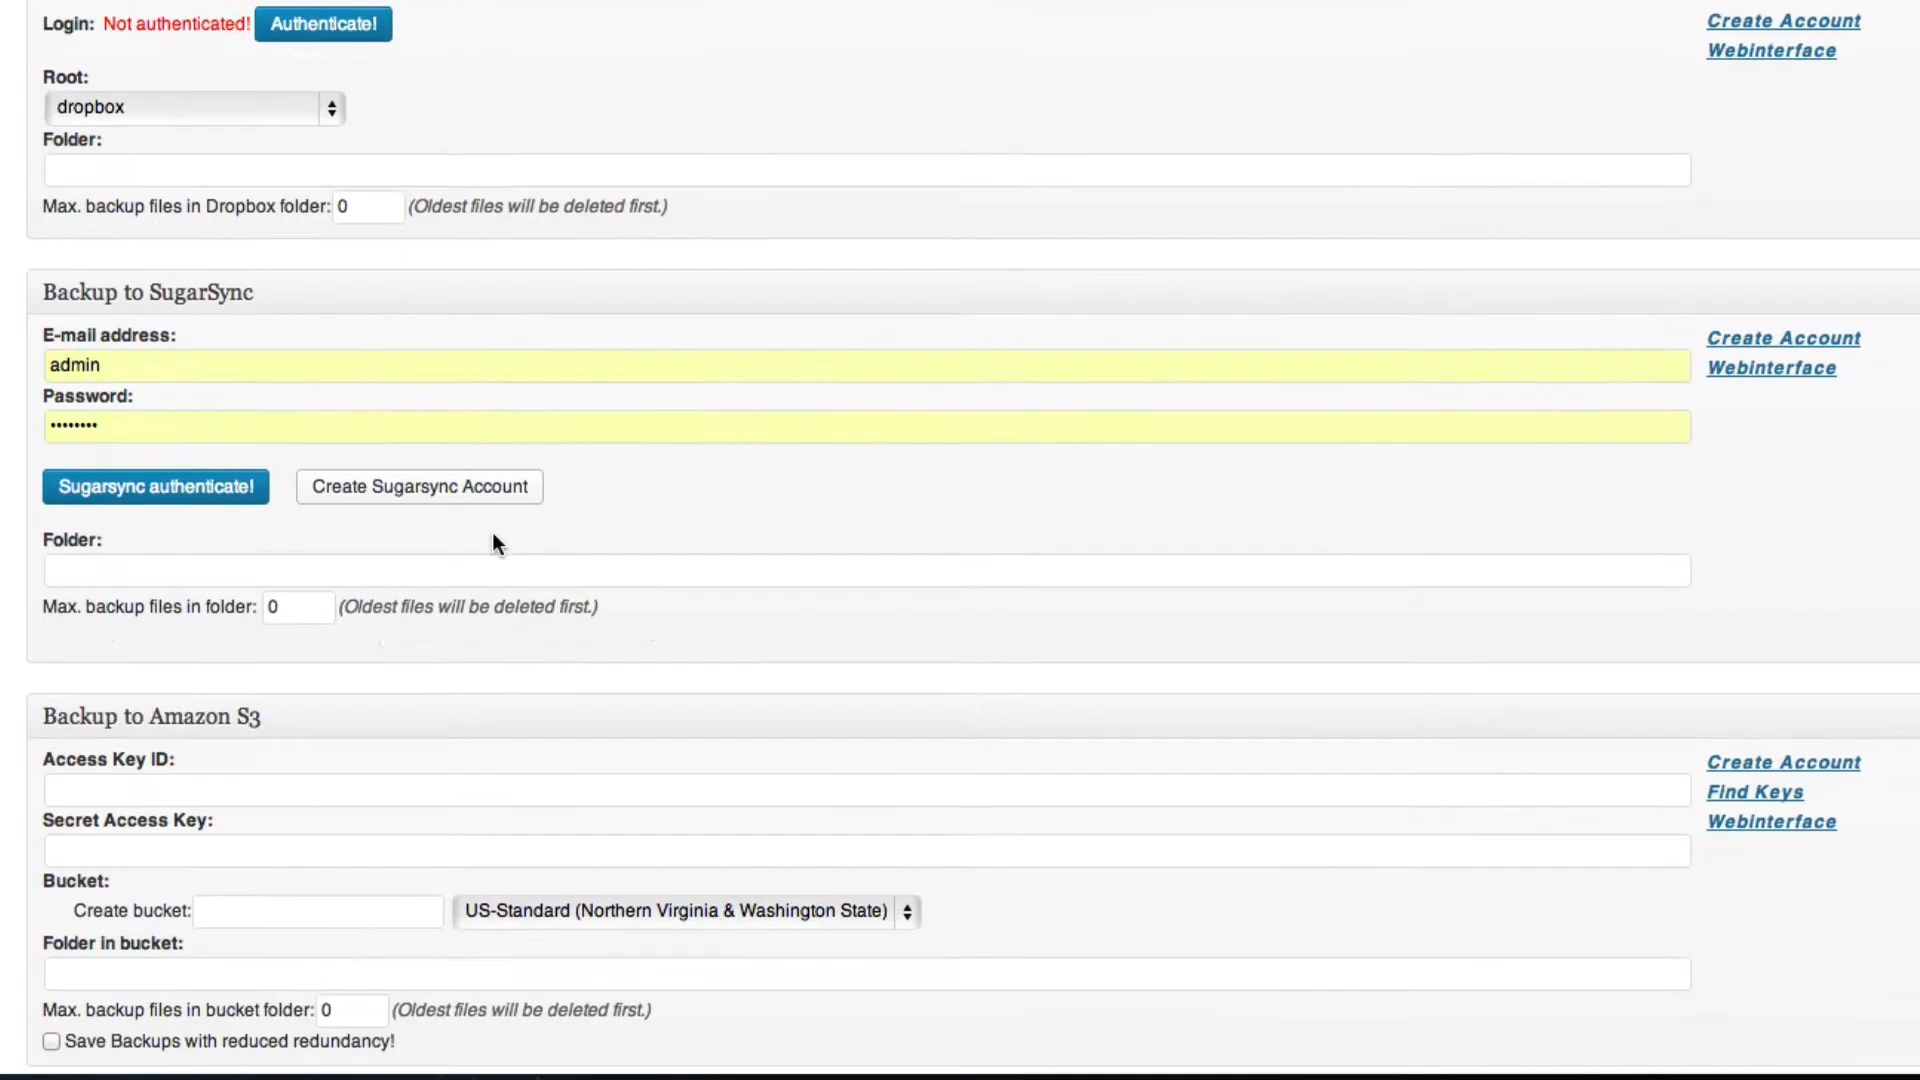 Login: Not authenticated! Authenticate!
Create Account
Webinterface
Root:
dropbox
Folder:
Max. backup files in Dropbox folder: 0 (Oldest files will be deleted first.)
Backup to SugarSync
E-mail address:
admin
Create Account
Webinterface
Password:
••••••••
Sugarsync authenticate! Create Sugarsync Account
Folder:
Max. backup files in folder: 0 (Oldest files will be deleted first.)
Backup to Amazon S3
Access Key ID:
Create Account
Find Keys
Webinterface
Secret Access Key:
Bucket:
Create bucket: US-Standard (Northern Virginia & Washington State)
Folder in bucket:
Max. backup files in bucket folder: 0 (Oldest files will be deleted first.)
Save Backups with reduced redundancy!